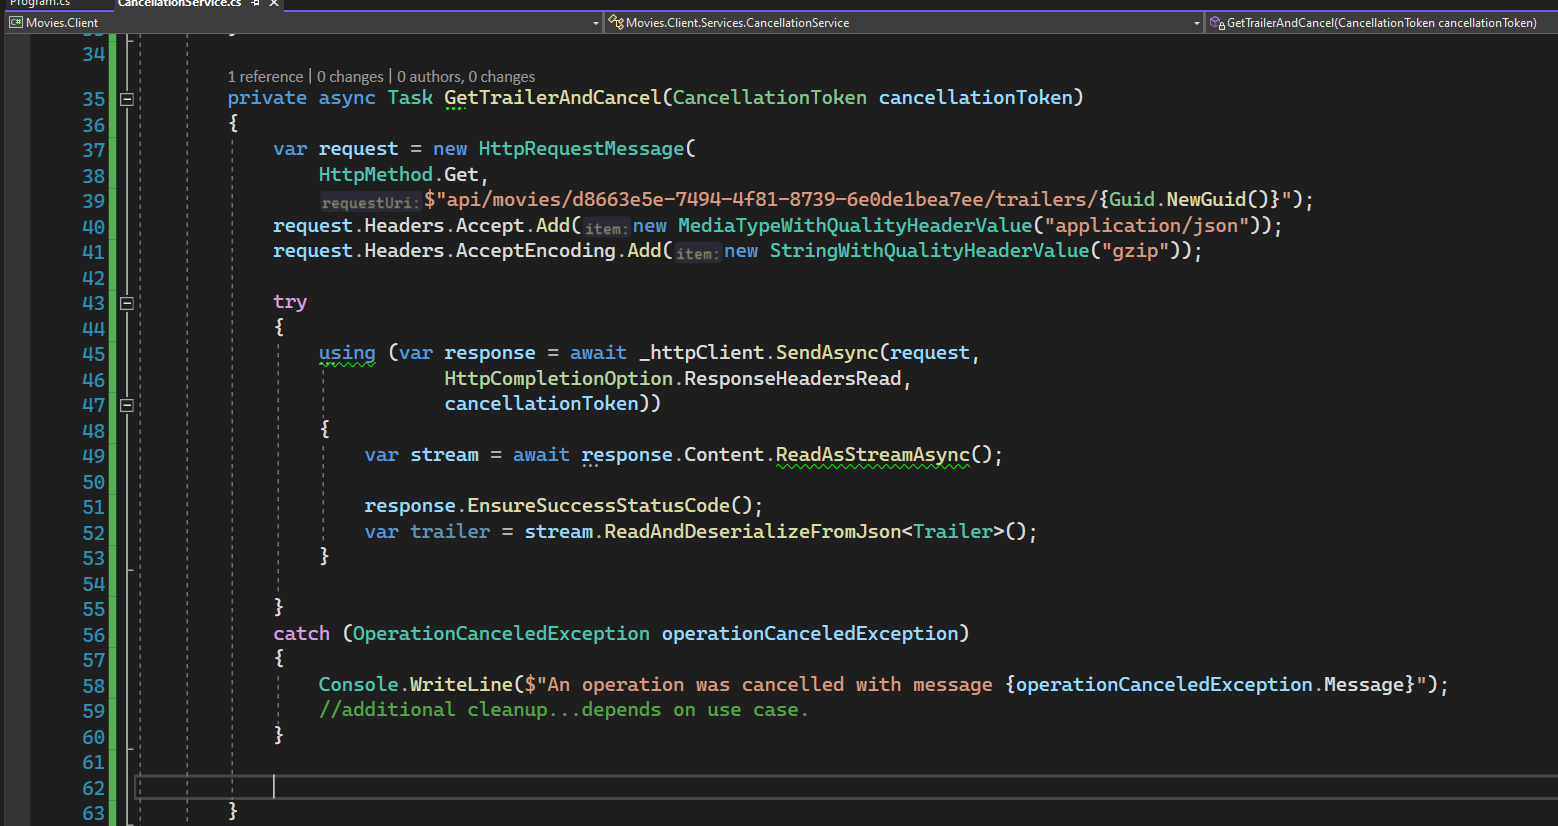 Program.cs CancellationService.cs
C# Movies.Client Movies.Client.Services.CancellationService GetTrailerAndCancel(CancellationToken cancellationToken)
33 }
34
1 reference | 0 changes | 0 authors, 0 changes
35 private async Task GetTrailerAndCancel(CancellationToken cancellationToken)
36 {
37 var request = new HttpRequestMessage(
38 HttpMethod.Get,
39 requestUri: $"api/movies/d8663e5e-7494-4f81-8739-6e0de1bea7ee/trailers/{Guid.NewGuid()}");
40 request.Headers.Accept.Add(item: new MediaTypeWithQualityHeaderValue("application/json"));
41 request.Headers.AcceptEncoding.Add(item: new StringWithQualityHeaderValue("gzip"));
42
43 try
44 {
45 using (var response = await _httpClient.SendAsync(request,
46 HttpCompletionOption.ResponseHeadersRead,
47 cancellationToken))
48 {
49 var stream = await response.Content.ReadAsStreamAsync();
50
51 response.EnsureSuccessStatusCode();
52 var trailer = stream.ReadAndDeserializeFromJson<Trailer>();
53 }
54
55 }
56 catch (OperationCanceledException operationCanceledException)
57 {
58 Console.WriteLine($"An operation was cancelled with message {operationCanceledException.Message}");
59 //additional cleanup...depends on use case.
60 }
61
62
63 }